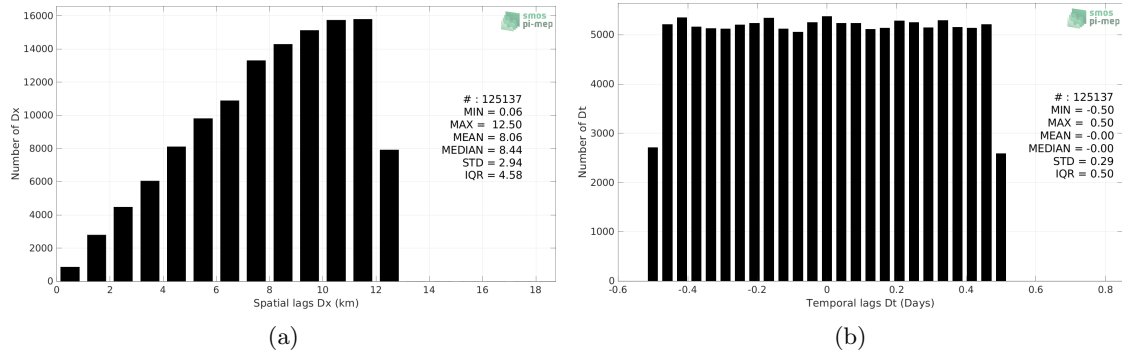 16000
14000
12000
10000
8000
6000
4000
2000
0
Number of Dx
0 2 4 6 8 10 12 14 16 18
Spatial lags Dx (km)
smos
pi-mep
# : 125137
MIN = 0.06
MAX = 12.50
MEAN = 8.06
MEDIAN = 8.44
STD = 2.94
IQR = 4.58
(a)
5000
4000
3000
2000
1000
0
Number of Dt
-0.6 -0.4 -0.2 0 0.2 0.4 0.6 0.8
Temporal lags Dt (Days)
smos
pi-mep
# : 125137
MIN = -0.50
MAX = 0.50
MEAN = -0.00
MEDIAN = -0.00
STD = 0.29
IQR = 0.50
(b)